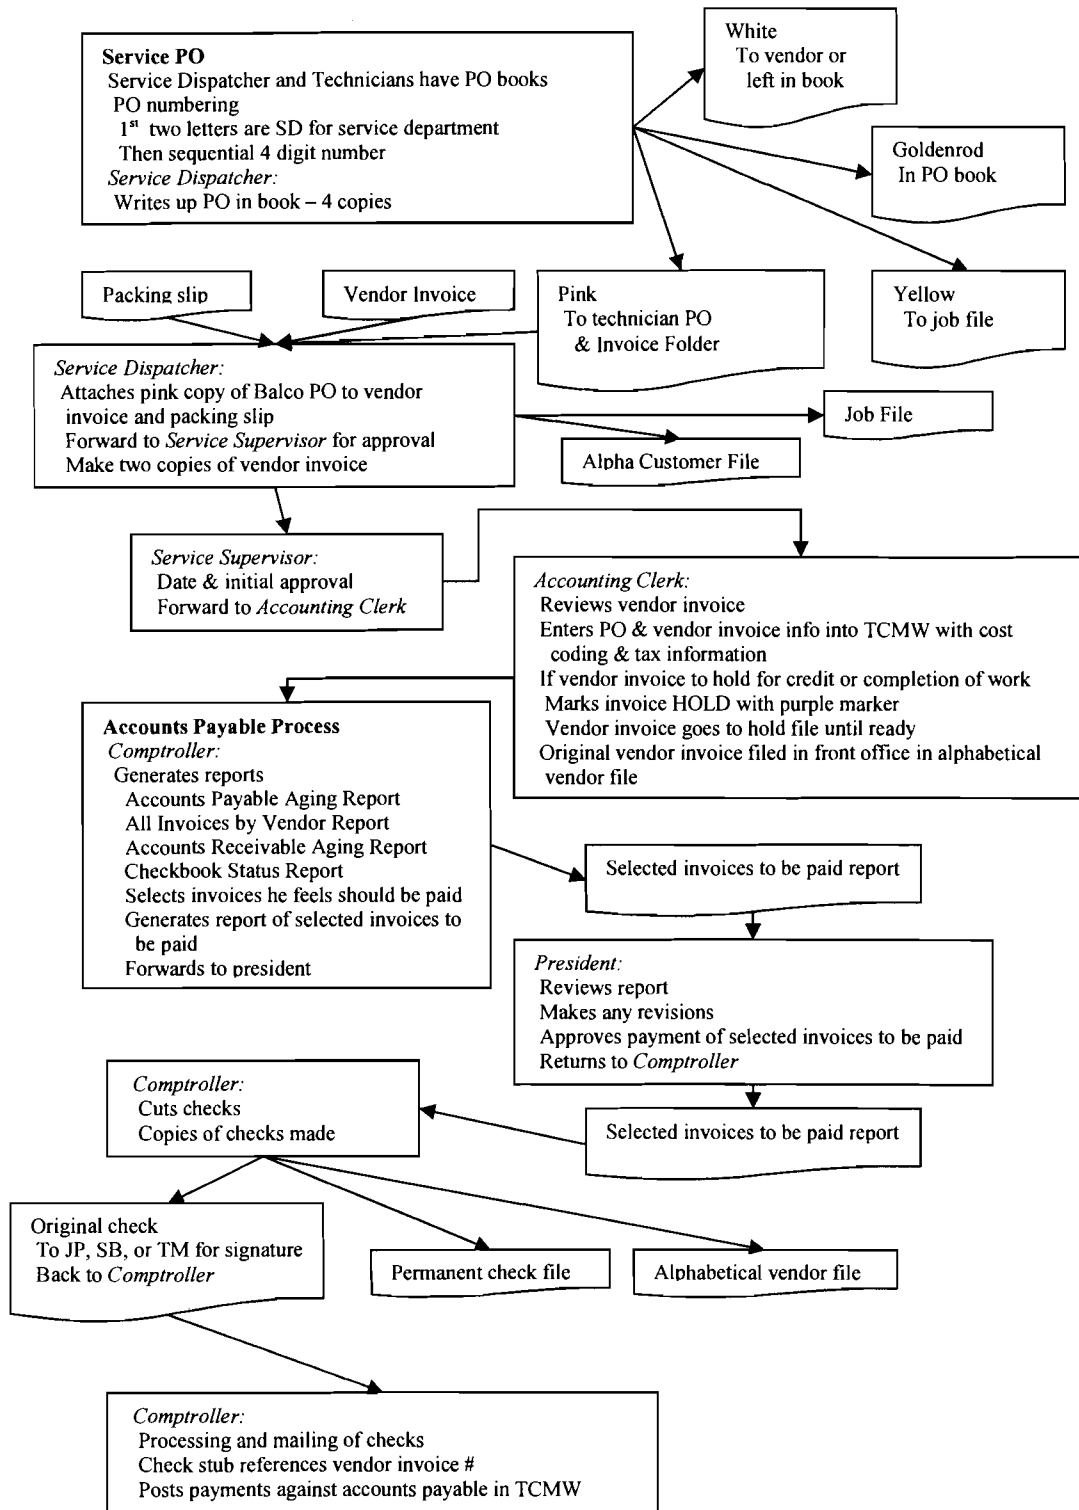 Service PO
Service Dispatcher and Technicians have PO books
PO numbering
1st two letters are SD for service department
Then sequential 4 digit number
Service Dispatcher:
Writes up PO in book – 4 copies
White
To vendor or
left in book
Goldenrod
In PO book
Packing slip
Vendor Invoice
Pink
To technician PO
& Invoice Folder
Yellow
To job file
Service Dispatcher:
Attaches pink copy of Balco PO to vendor
invoice and packing slip
Forward to Service Supervisor for approval
Make two copies of vendor invoice
Job File
Alpha Customer File
Service Supervisor:
Date & initial approval
Forward to Accounting Clerk
Accounting Clerk:
Reviews vendor invoice
Enters PO & vendor invoice info into TCMW with cost
coding & tax information
If vendor invoice to hold for credit or completion of work
Marks invoice HOLD with purple marker
Vendor invoice goes to hold file until ready
Original vendor invoice filed in front office in alphabetical
vendor file
Accounts Payable Process
Comptroller:
Generates reports
Accounts Payable Aging Report
All Invoices by Vendor Report
Accounts Receivable Aging Report
Checkbook Status Report
Selects invoices he feels should be paid
Generates report of selected invoices to
be paid
Forwards to president
Selected invoices to be paid report
President:
Reviews report
Makes any revisions
Approves payment of selected invoices to be paid
Returns to Comptroller
Comptroller:
Cuts checks
Copies of checks made
Selected invoices to be paid report
Original check
To JP, SB, or TM for signature
Back to Comptroller
Permanent check file
Alphabetical vendor file
Comptroller:
Processing and mailing of checks
Check stub references vendor invoice #
Posts payments against accounts payable in TCMW